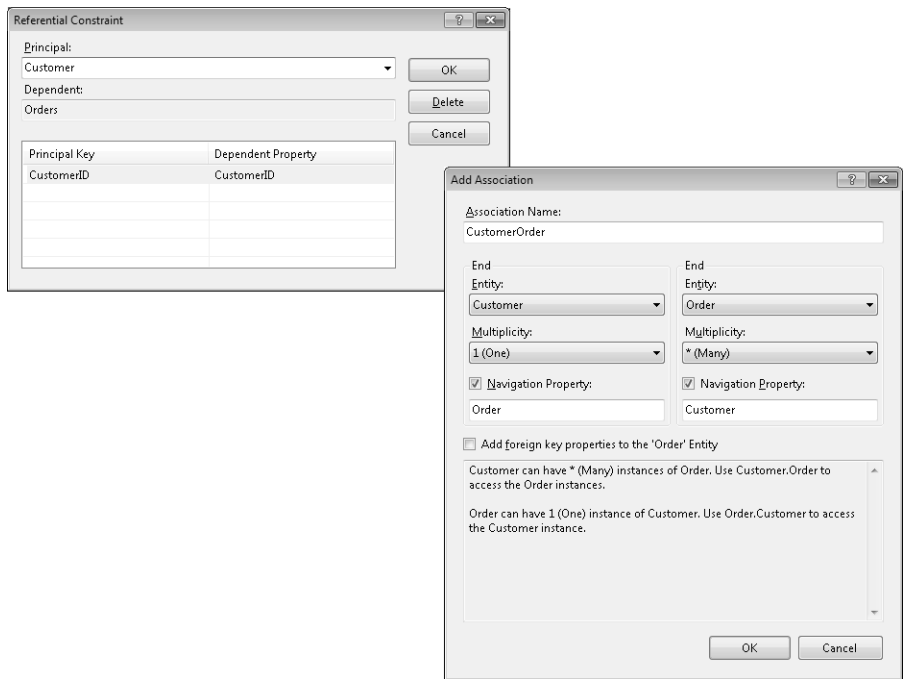 Referential Constraint
Principal:
Customer
OK
Dependent:
Orders
Delete
Cancel
Principal Key Dependent Property
CustomerID CustomerID
Add Association
Association Name:
CustomerOrder
End End
Entity: Entity:
Customer Order
Multiplicity: Multiplicity:
1 (One) * (Many)
Navigation Property: Navigation Property:
Order Customer
Add foreign key properties to the 'Order' Entity
Customer can have * (Many) instances of Order. Use Customer.Order to
access the Order instances.
Order can have 1 (One) instance of Customer. Use Order.Customer to access
the Customer instance.
OK Cancel